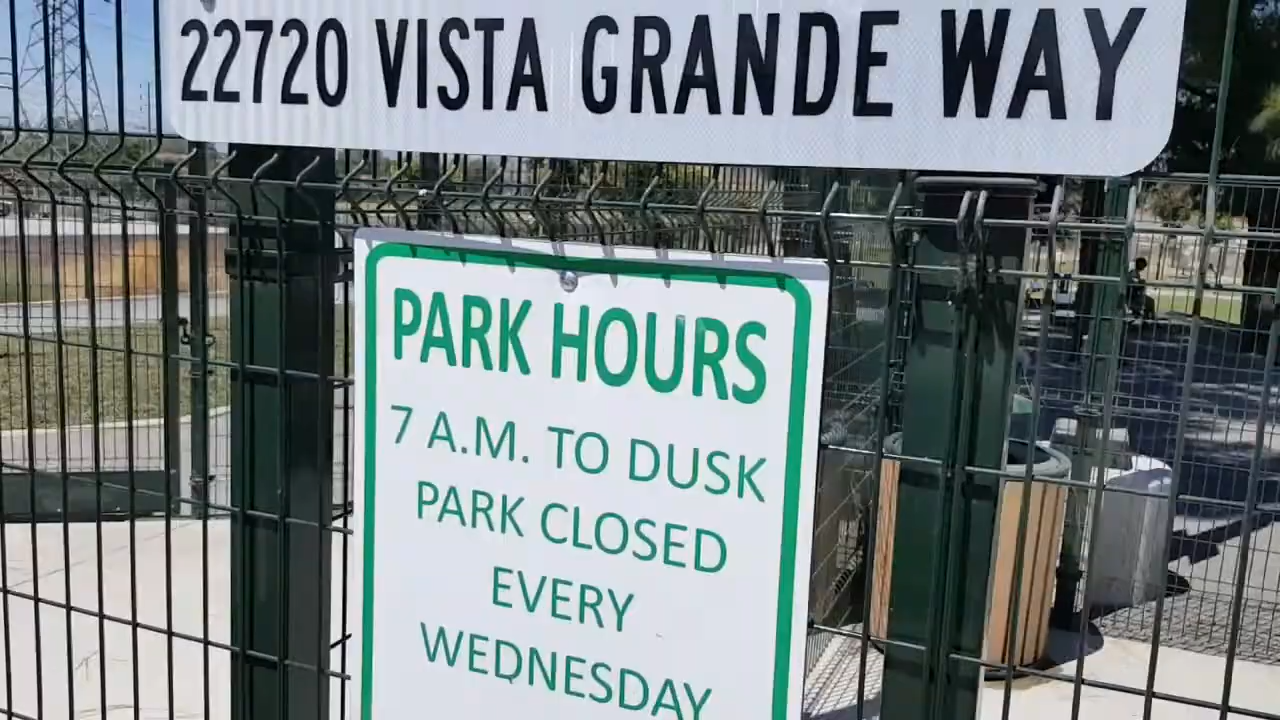 22720 VISTA GRANDE WAY
PARK HOURS
7 A.M. TO DUSK
PARK CLOSED
EVERY
WEDNESDAY